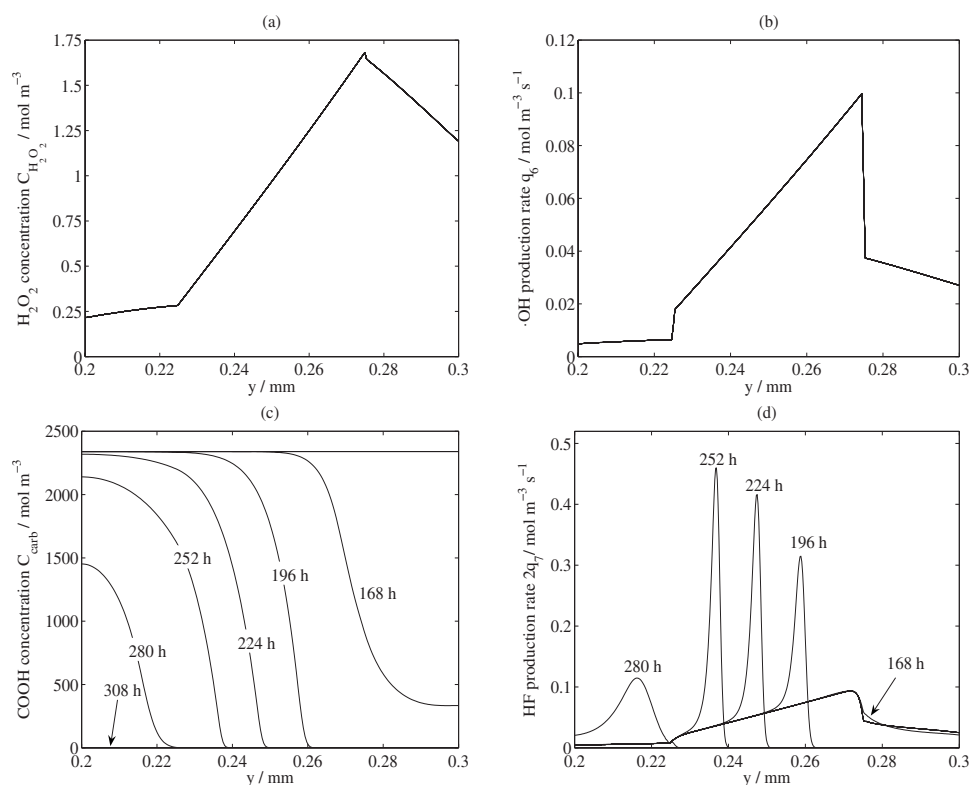 (a)
H₂O₂ concentration C_H₂O₂ / mol m⁻³
1.75
1.5
1.25
1
0.75
0.5
0.25
0
0.2
0.22
0.24
0.26
0.28
0.3
y / mm
(b)
·OH production rate q₆ / mol m⁻³ s⁻¹
0.12
0.1
0.08
0.06
0.04
0.02
0
0.2
0.22
0.24
0.26
0.28
0.3
y / mm
(c)
COOH concentration C_carb / mol m⁻³
2500
2000
1500
1000
500
0
252 h
196 h
168 h
224 h
280 h
308 h
0.2
0.22
0.24
0.26
0.28
0.3
y / mm
(d)
HF production rate 2q₇/ mol m⁻³ s⁻¹
0.5
0.4
0.3
0.2
0.1
0
252 h
224 h
196 h
280 h
168 h
0.2
0.22
0.24
0.26
0.28
0.3
y / mm